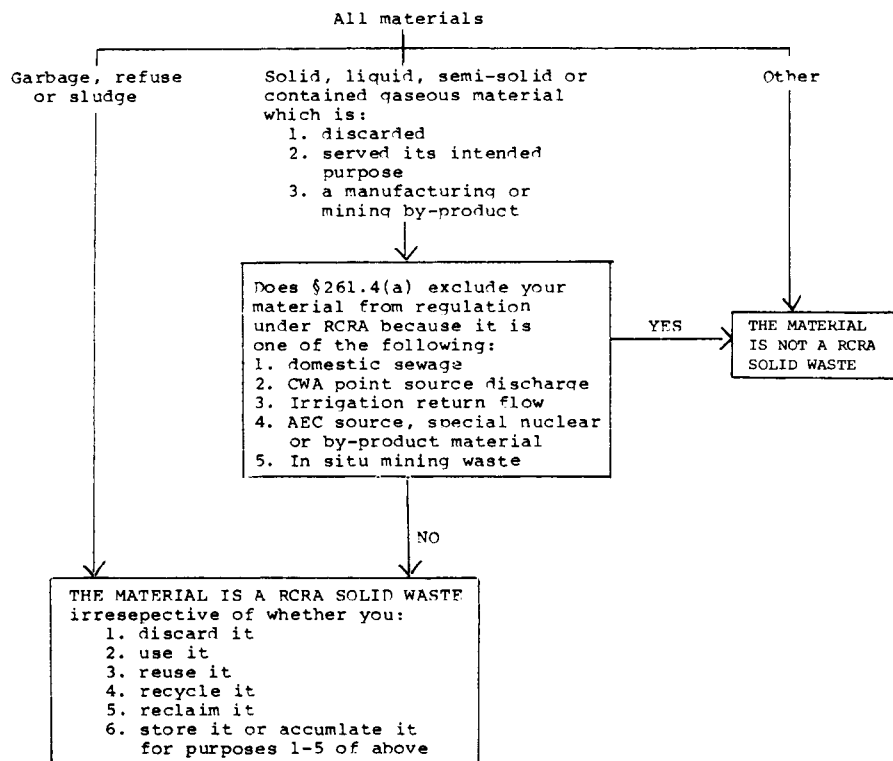 All materials
Garbage, refuse
or sludge
Solid, liquid, semi-solid or
contained gaseous material
which is:
1. discarded
2. served its intended
purpose
3. a manufacturing or
mining by-product
Other
Does §261.4(a) exclude your
material from regulation
under RCRA because it is
one of the following:
1. domestic sewage
2. CWA point source discharge
3. Irrigation return flow
4. AEC source, special nuclear
or by-product material
5. In situ mining waste
YES
THE MATERIAL
IS NOT A RCRA
SOLID WASTE
NO
THE MATERIAL IS A RCRA SOLID WASTE
irresepective of whether you:
1. discard it
2. use it
3. reuse it
4. recycle it
5. reclaim it
6. store it or accumlate it
for purposes 1-5 of above